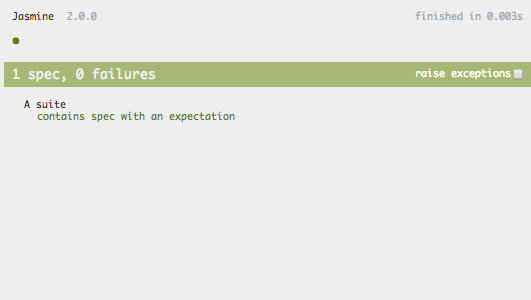 Jasmine 2.0.0 finished in 0.003s
1 spec, 0 failures raise exceptions
A suite
contains spec with an expectation